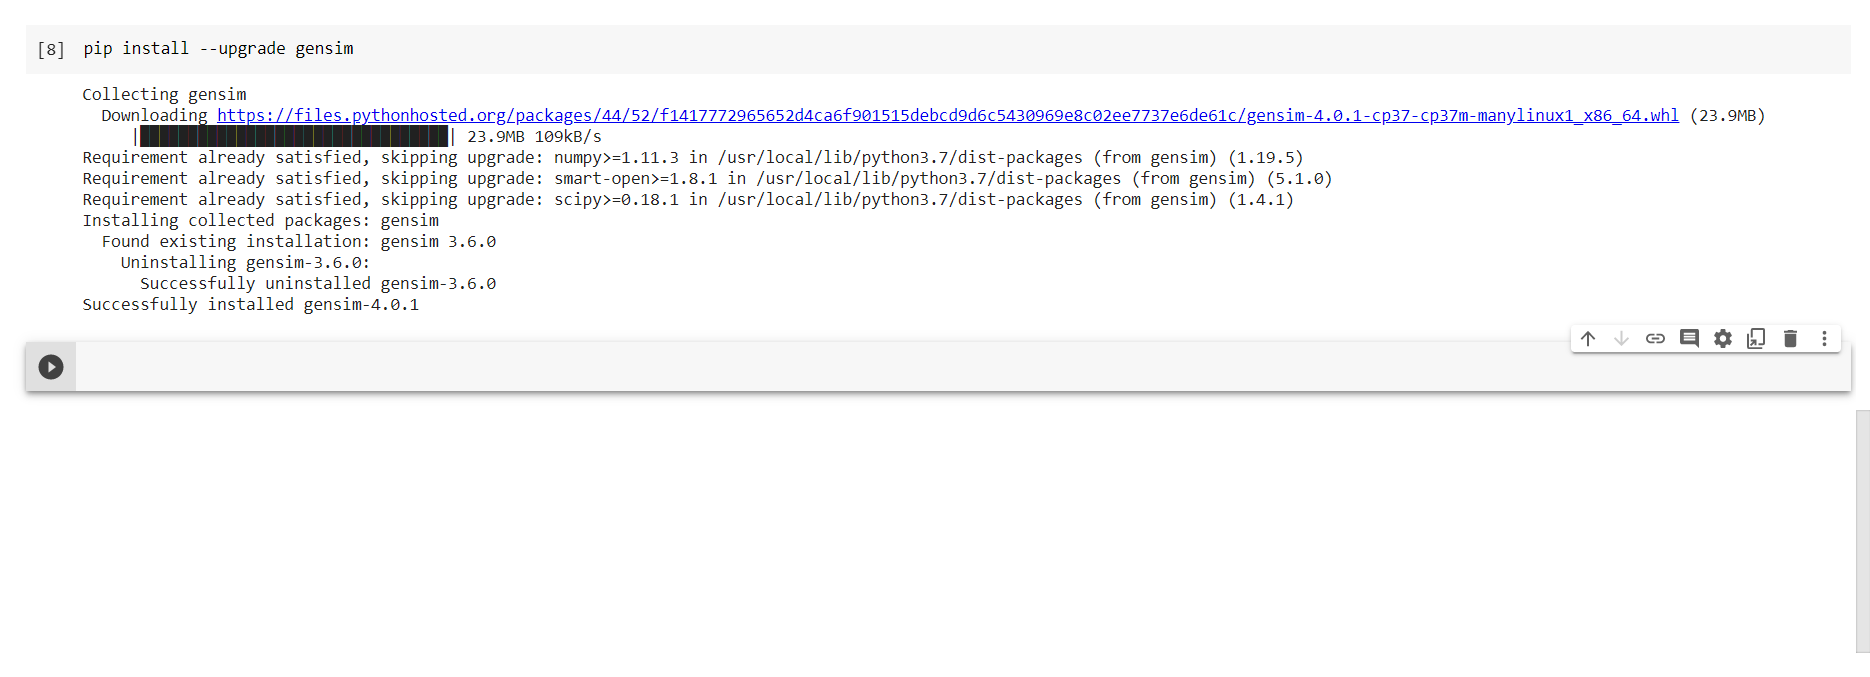 [8] pip install --upgrade gensim
Collecting gensim
Downloading https://files.pythonhosted.org/packages/44/52/f1417772965652d4ca6f901515debcd9d6c5430969e8c02ee7737e6de61c/gensim-4.0.1-cp37-cp37m-manylinux1_x86_64.whl (23.9MB)
|████████████████████████████████| 23.9MB 109kB/s
Requirement already satisfied, skipping upgrade: numpy>=1.11.3 in /usr/local/lib/python3.7/dist-packages (from gensim) (1.19.5)
Requirement already satisfied, skipping upgrade: smart-open>=1.8.1 in /usr/local/lib/python3.7/dist-packages (from gensim) (5.1.0)
Requirement already satisfied, skipping upgrade: scipy>=0.18.1 in /usr/local/lib/python3.7/dist-packages (from gensim) (1.4.1)
Installing collected packages: gensim
Found existing installation: gensim 3.6.0
Uninstalling gensim-3.6.0:
Successfully uninstalled gensim-3.6.0
Successfully installed gensim-4.0.1